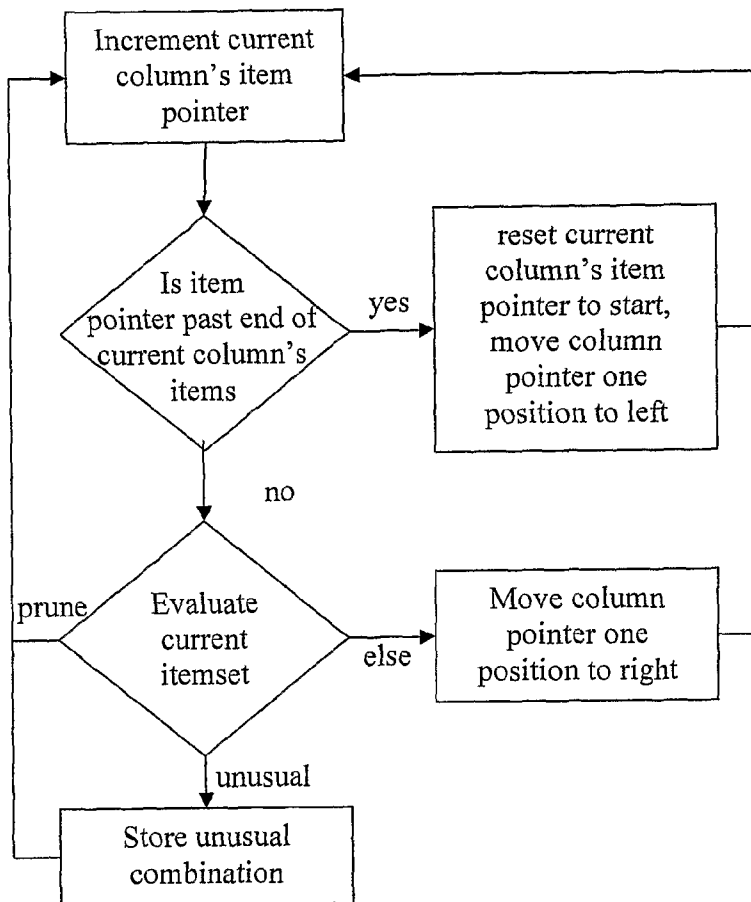 Increment current
column's item
pointer
Is item
pointer past end of
current column's
items
yes
reset current
column's item
pointer to start,
move column
pointer one
position to left
no
prune
Evaluate
current
itemset
else
Move column
pointer one
position to right
unusual
Store unusual
combination